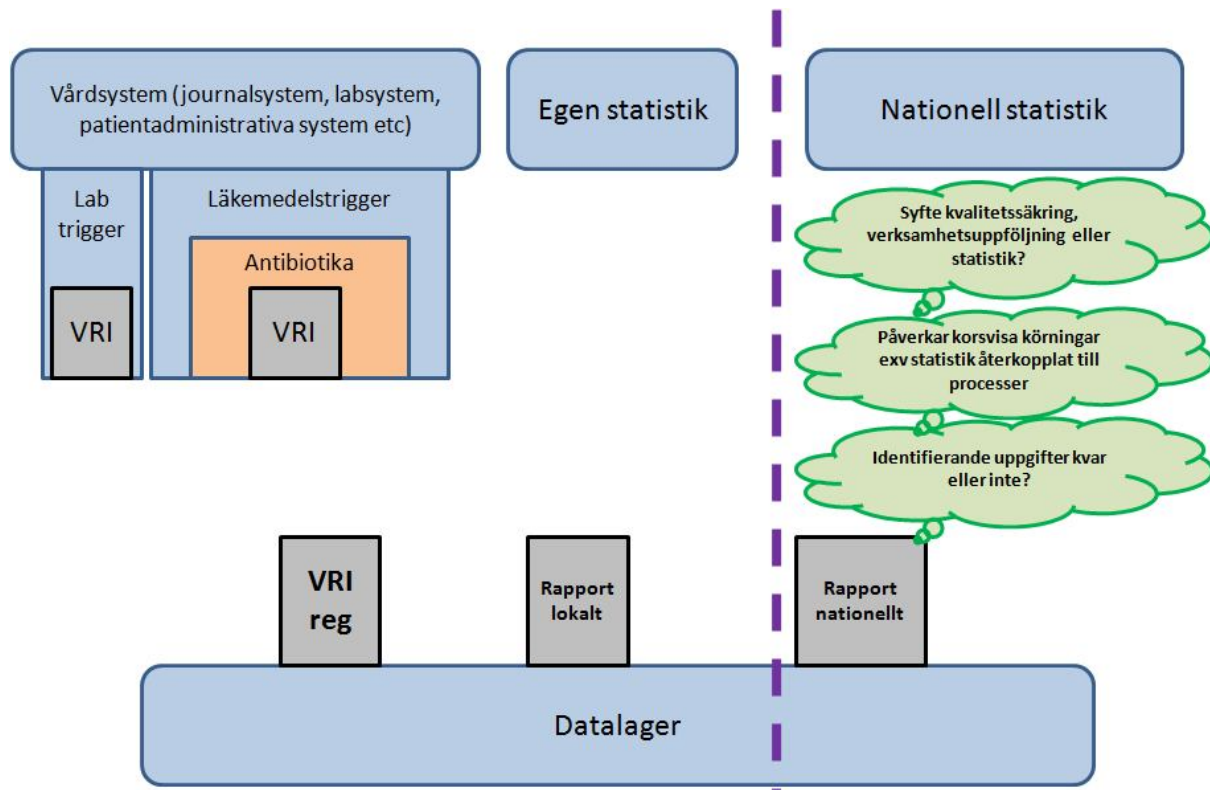 Vårdsystem (journalsystem, labsystem,
patientadministrativa system etc)
Egen statistik
Nationell statistik
Lab
trigger
Läkemedelstrigger
Antibiotika
VRI
VRI
Syfte kvalitetssäkring,
verksamhetsuppföljning eller
statistik?
Påverkar korsvisa körningar
exv statistik återkopplat till
processer
Identifierande uppgifter kvar
eller inte?
VRI
reg
Rapport
lokalt
Rapport
nationellt
Datalager